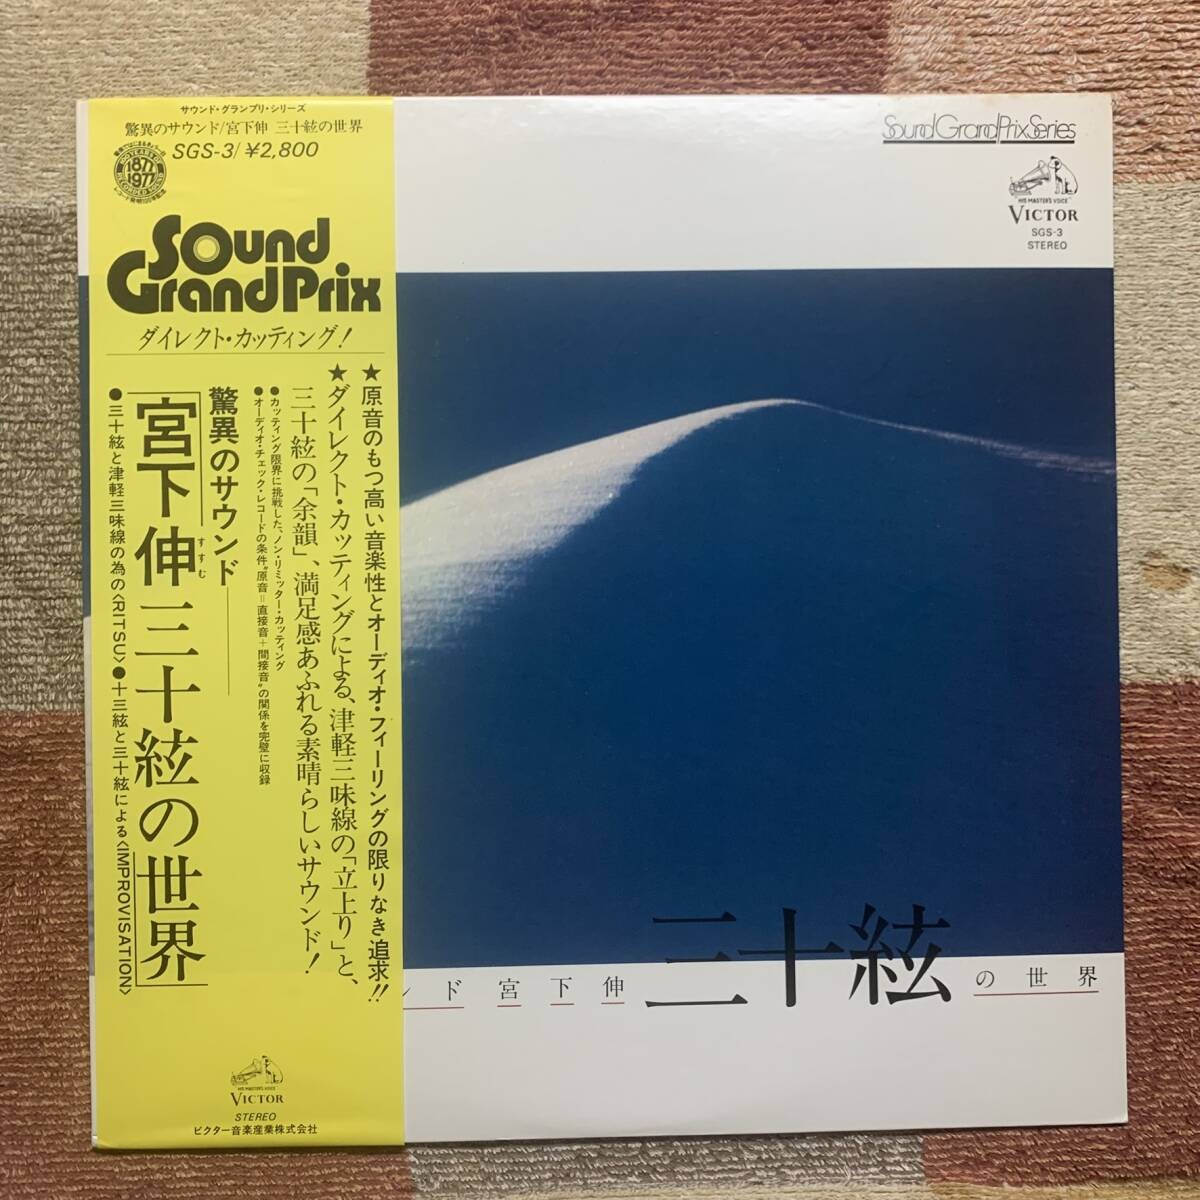 サウンド・グランプリ・シリーズ
驚異のサウンド/宮下伸 三十絃の世界
SGS-3/¥2,800
1877
1977
Sound
GrandPrix
ダイレクト・カッティング!
★原音のもつ高い音楽性とオーディオ・フィーリングの限りなき追求!!
★ダイレクト・カッティングによる、津軽三味線の「立上り」と、
三十絃の「余韻」、満足感あふれる素晴らしいサウンド!
●カッティング限界に挑戦した、ノン・リミッター・カッティング
●オーディオ・チェック・レコードの条件“原音=直接音+間接音”の関係を完璧に収録
驚異のサウンド
宮下伸 三十絃の世界
すすむ
●三十絃と津軽三味線の為の〈RITSU〉●十三絃と三十絃による〈IMPROVISATION〉
HIS MASTER'S VOICE
VICTOR
STEREO
ビクター音楽産業株式会社
Sound Grand Prix Series
HIS MASTER'S VOICE
VICTOR
SGS-3
STEREO
ンド 宮下伸 三十絃の世界